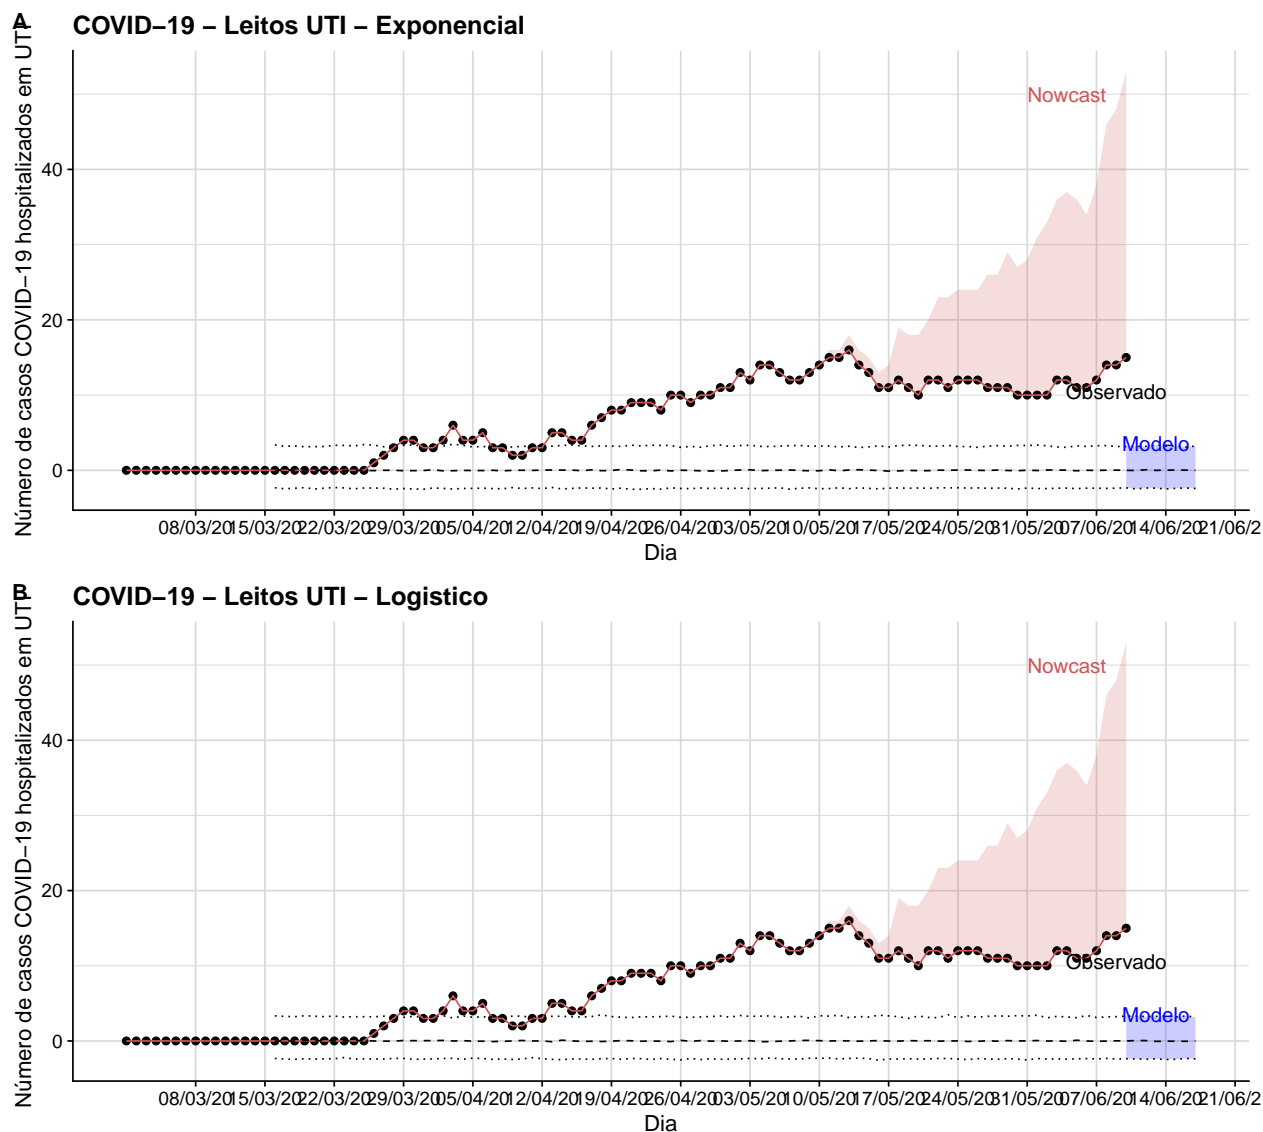 A
COVID–19 – Leitos UTI – Exponencial
Número de casos COVID–19 hospitalizados em UTI
40
20
0
Nowcast
Observado
Modelo
08/03/20 15/03/20 22/03/20 29/03/20 05/04/20 12/04/20 19/04/20 26/04/20 03/05/20 10/05/20 17/05/20 24/05/20 31/05/20 07/06/20 14/06/20 21/06/2
Dia
B
COVID–19 – Leitos UTI – Logistico
Número de casos COVID–19 hospitalizados em UTI
40
20
0
Nowcast
Observado
Modelo
08/03/20 15/03/20 22/03/20 29/03/20 05/04/20 12/04/20 19/04/20 26/04/20 03/05/20 10/05/20 17/05/20 24/05/20 31/05/20 07/06/20 14/06/20 21/06/2
Dia